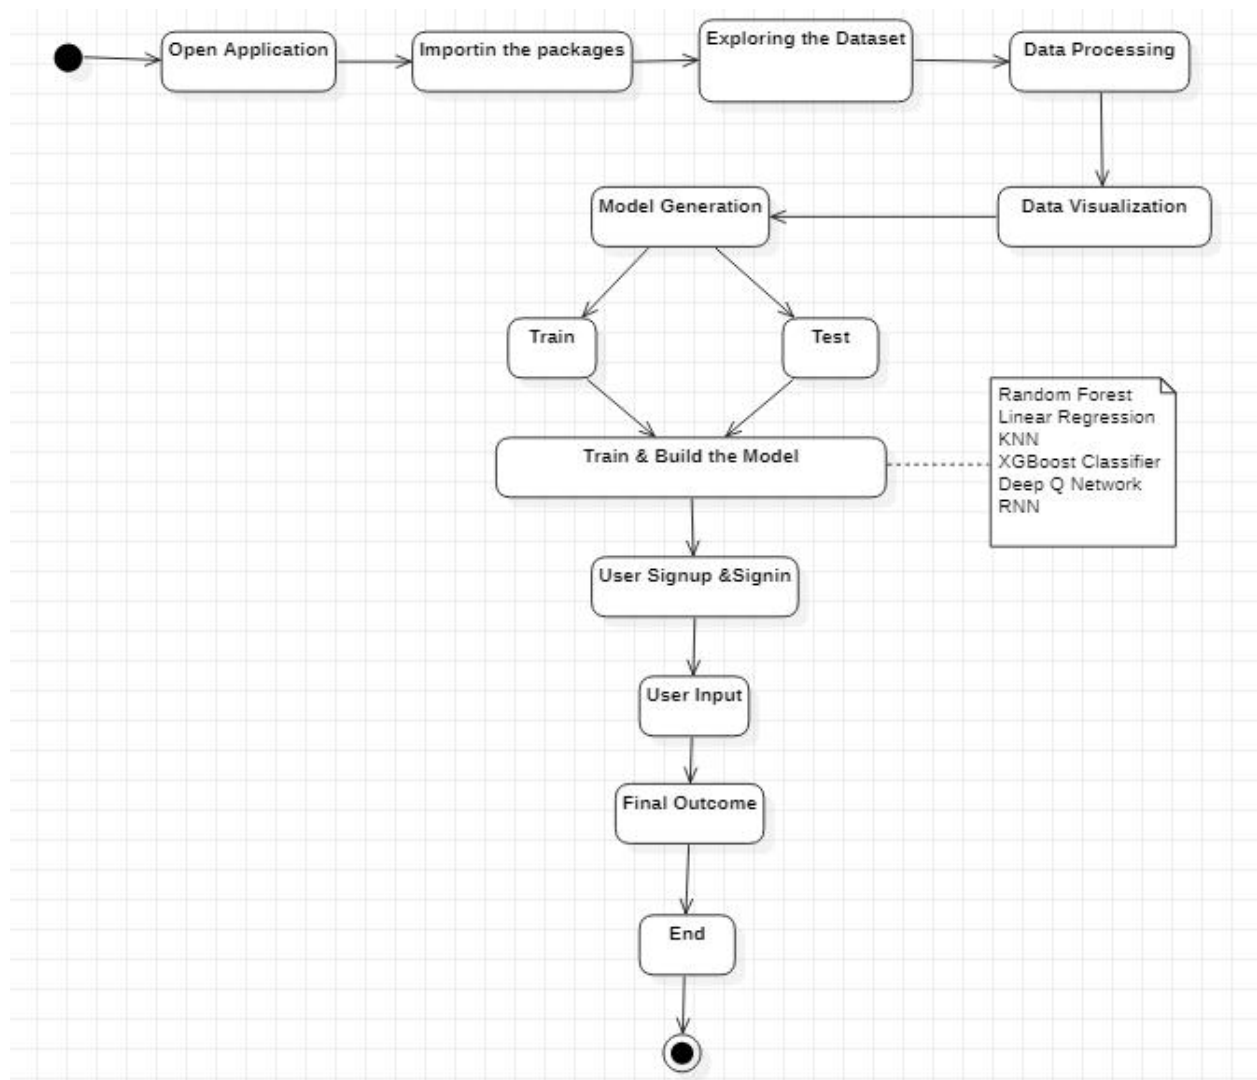 Open Application
Importin the packages
Exploring the Dataset
Data Processing
Model Generation
Data Visualization
Train
Test
Random Forest
Linear Regression
KNN
XGBoost Classifier
Deep Q Network
RNN
Train & Build the Model
User Signup &Signin
User Input
Final Outcome
End